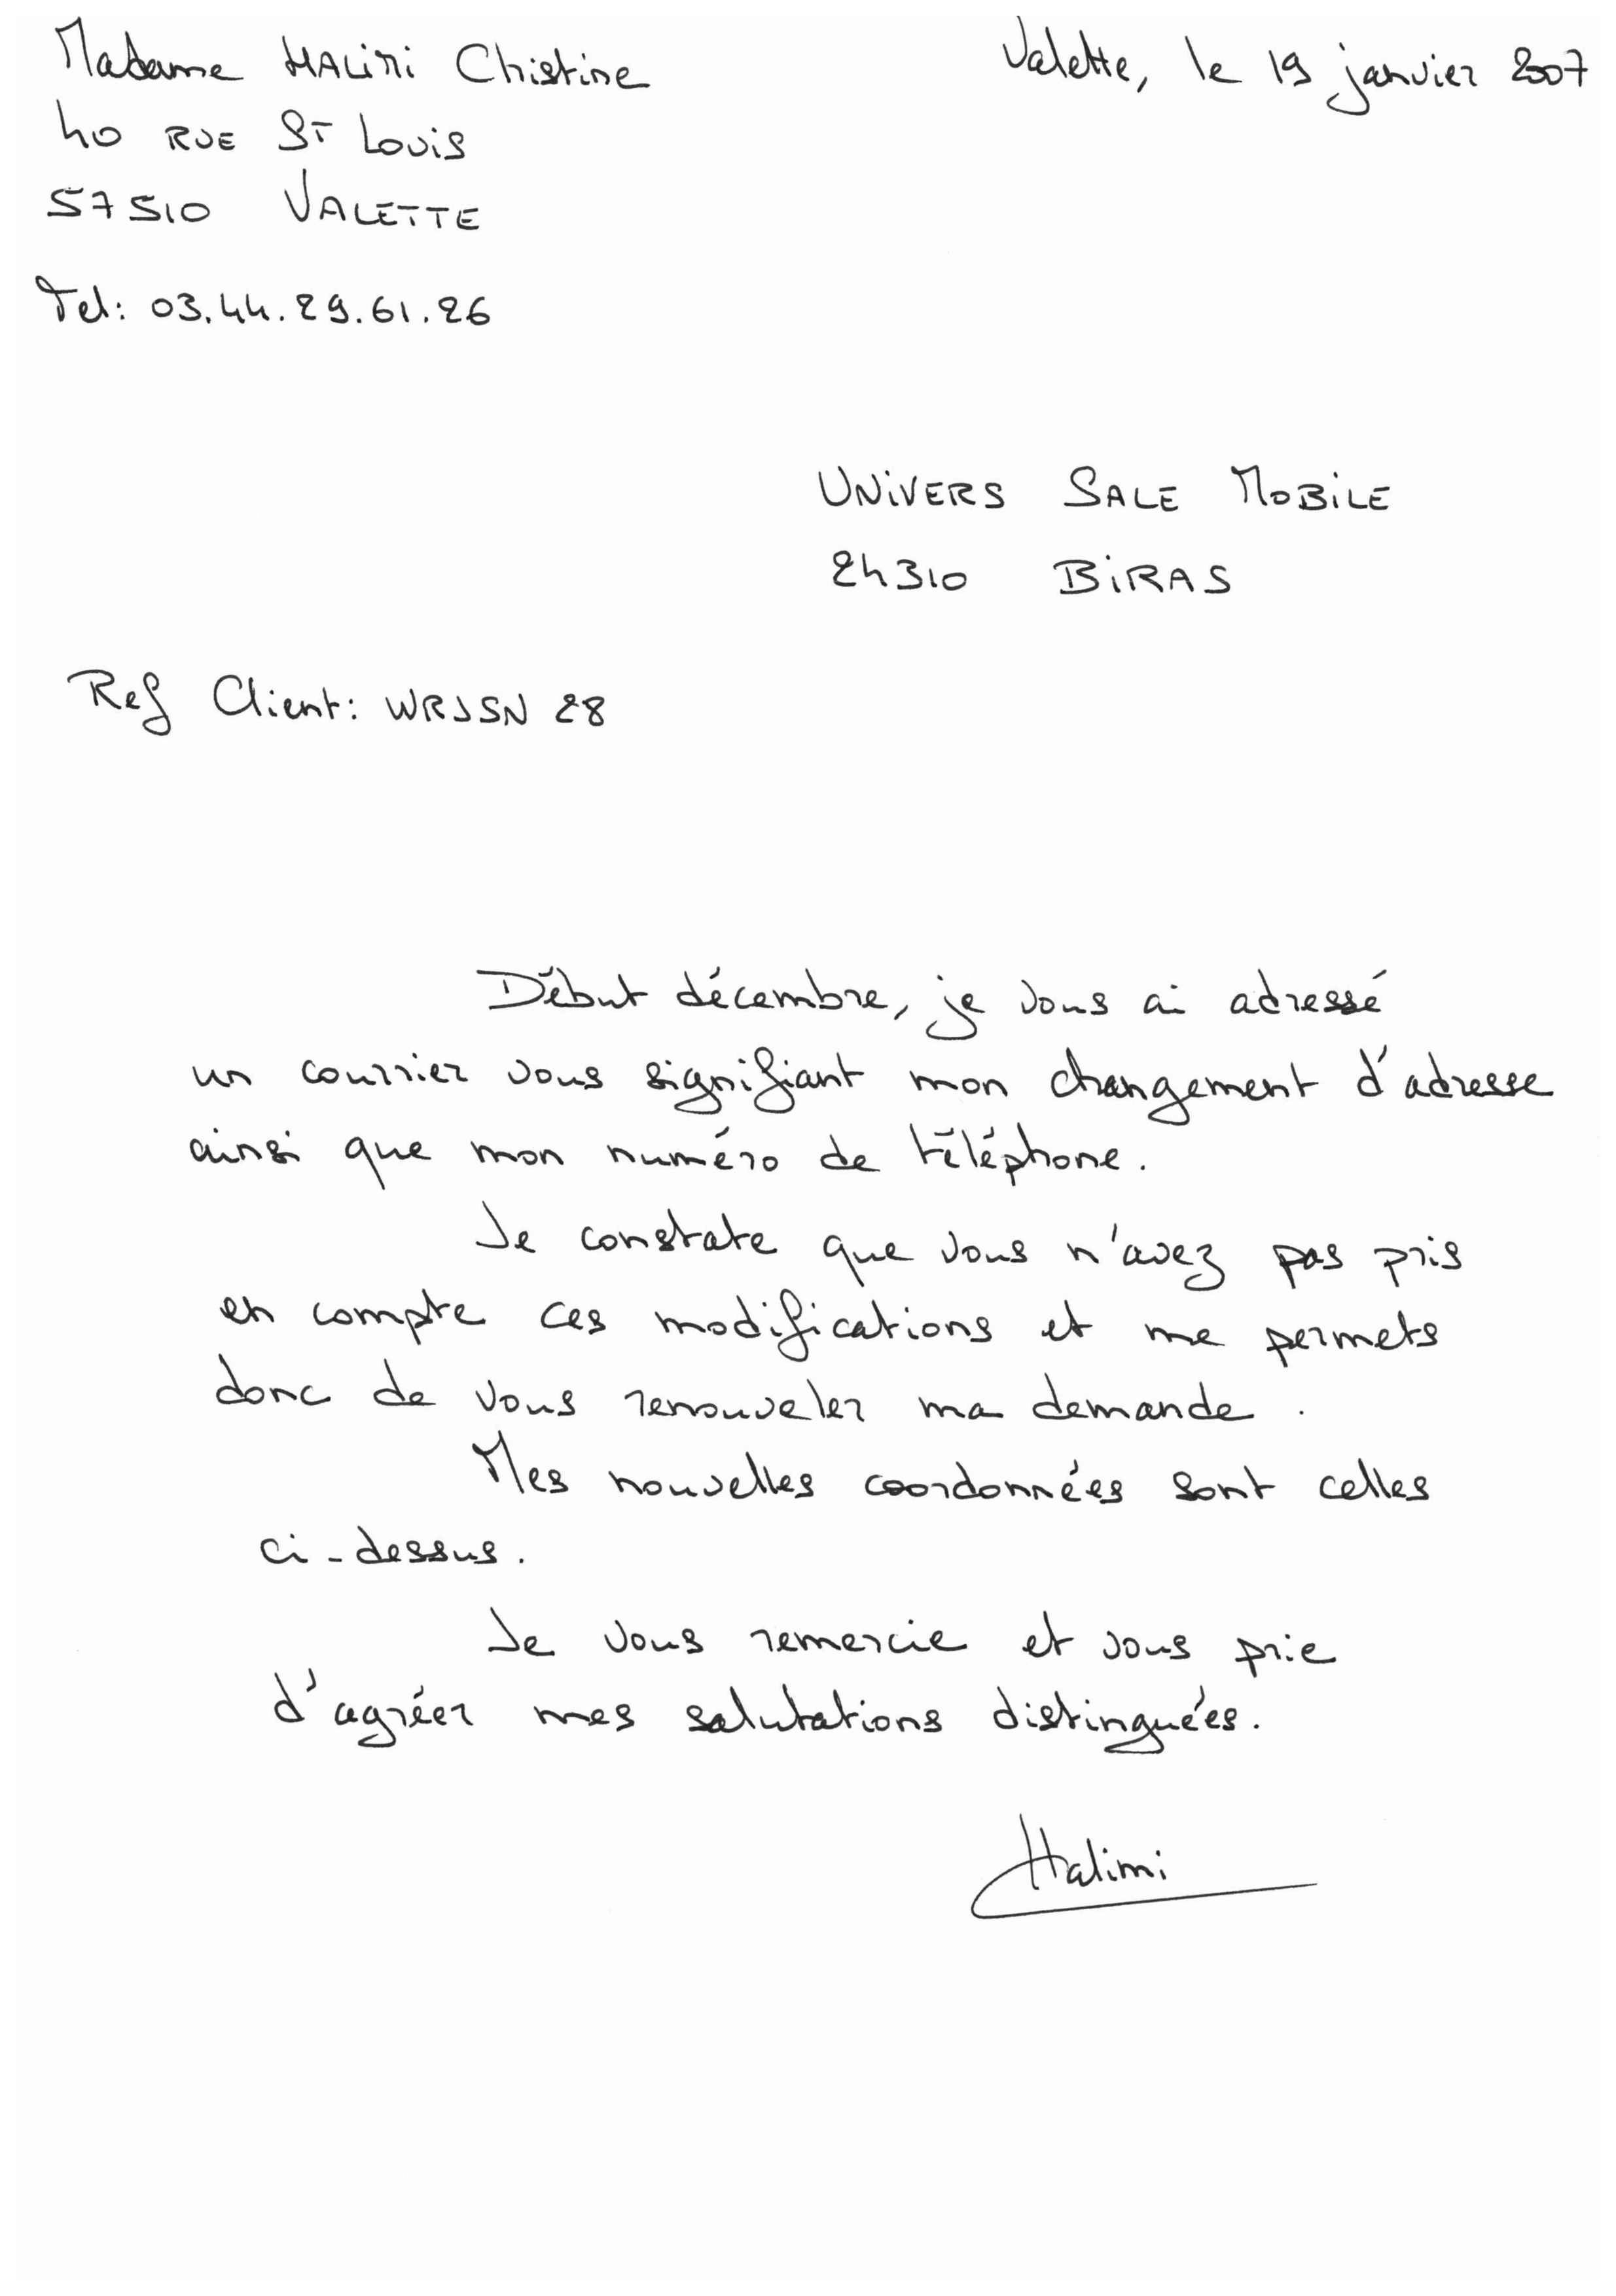 Madame HALIMI Christine
Valette, le 19 janvier 2007
40 RUE ST Louis
57510 VALETTE
Tel: 03.44.29.61.26
UNIVERS SALE MOBILE
24310 BIRAS
Ref Client: WRJSN 28
Début décembre, je vous ai adressé
un courrier vous signifiant mon changement d'adresse
ainsi que mon numéro de téléphone.
Je constate que vous n'avez pas pris
en compte ces modifications et me permets
donc de vous renouveler ma demande.
Mes nouvelles coordonnées sont celles
ci-dessus.
Je vous remercie et vous prie
d'agréer mes salutations distinguées.
Halimi